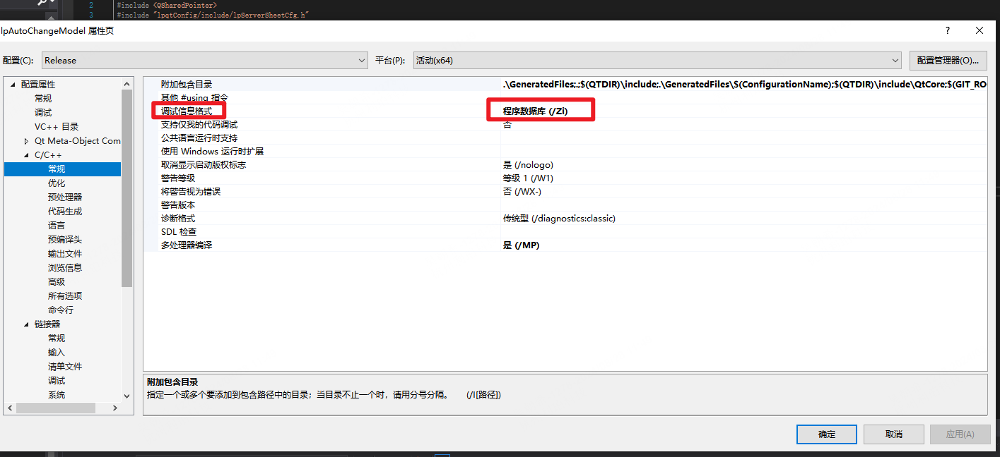 2 #include <QSharedPointer>
3 #include "lpqtConfig/include/lpServerSheetCfg.h"
lpAutoChangeModel 属性页
配置(C): Release 平台(P): 活动(x64) 配置管理器(O)...
配置属性
常规
调试
VC++ 目录
Qt Meta-Object Com
C/C++
常规
优化
预处理器
代码生成
语言
预编译头
输出文件
浏览信息
高级
所有选项
命令行
链接器
常规
输入
清单文件
调试
系统
附加包含目录 .\GeneratedFiles;.;$(QTDIR)\include;.\GeneratedFiles\$(ConfigurationName);$(QTDIR)\include\QtCore;$(GIT_RO
其他 #using 指令
调试信息格式 程序数据库 (/Zi)
支持仅我的代码调试 否
公共语言运行时支持
使用 Windows 运行时扩展
取消显示启动版权标志 是 (/nologo)
警告等级 等级 1 (/W1)
将警告视为错误 否 (/WX-)
警告版本
诊断格式 传统型 (/diagnostics:classic)
SDL 检查
多处理器编译 是 (/MP)
附加包含目录
指定一个或多个要添加到包含路径中的目录；当目录不止一个时，请用分号分隔。 (/I[路径])
确定 取消 应用(A)